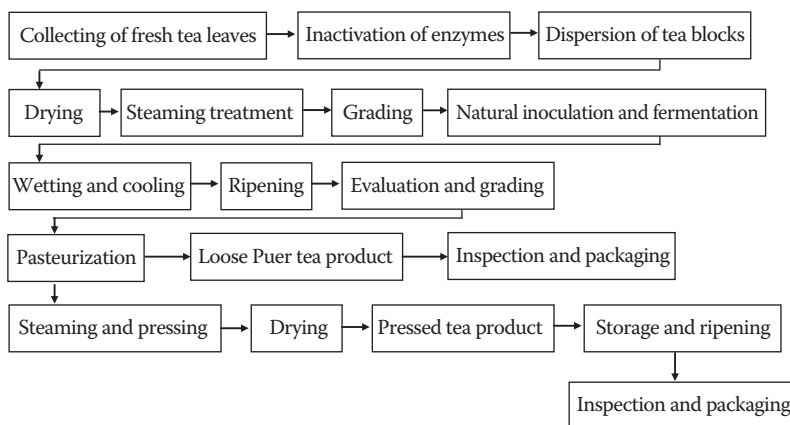 Collecting of fresh tea leaves
Inactivation of enzymes
Dispersion of tea blocks
Drying
Steaming treatment
Grading
Natural inoculation and fermentation
Wetting and cooling
Ripening
Evaluation and grading
Pasteurization
Loose Puer tea product
Inspection and packaging
Steaming and pressing
Drying
Pressed tea product
Storage and ripening
Inspection and packaging